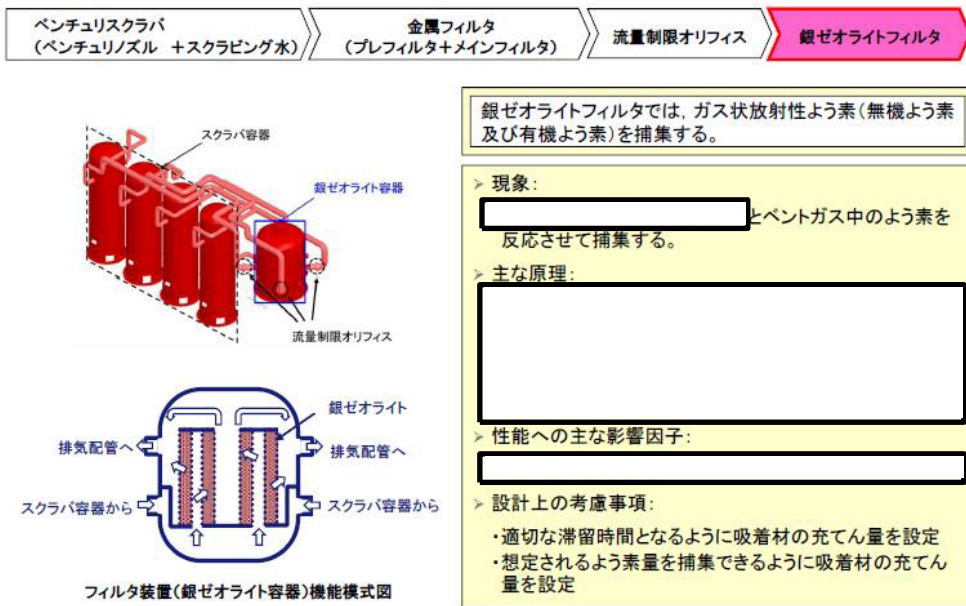 ベンチュリスクラバ
(ベンチュリノズル +スクラビング水)
金属フィルタ
(プレフィルタ+メインフィルタ)
流量制限オリフィス
銀ゼオライトフィルタ
スクラバ容器
銀ゼオライト容器
流量制限オリフィス
銀ゼオライト
排気配管へ
排気配管へ
スクラバ容器から
スクラバ容器から
フィルタ装置(銀ゼオライト容器)機能模式図
銀ゼオライトフィルタでは,ガス状放射性よう素(無機よう素
及び有機よう素)を捕集する。
➢ 現象:
とベントガス中のよう素を
反応させて捕集する。
➢ 主な原理:
➢ 性能への主な影響因子:
➢ 設計上の考慮事項:
・適切な滞留時間となるように吸着材の充てん量を設定
・想定されるよう素量を捕集できるように吸着材の充てん
量を設定